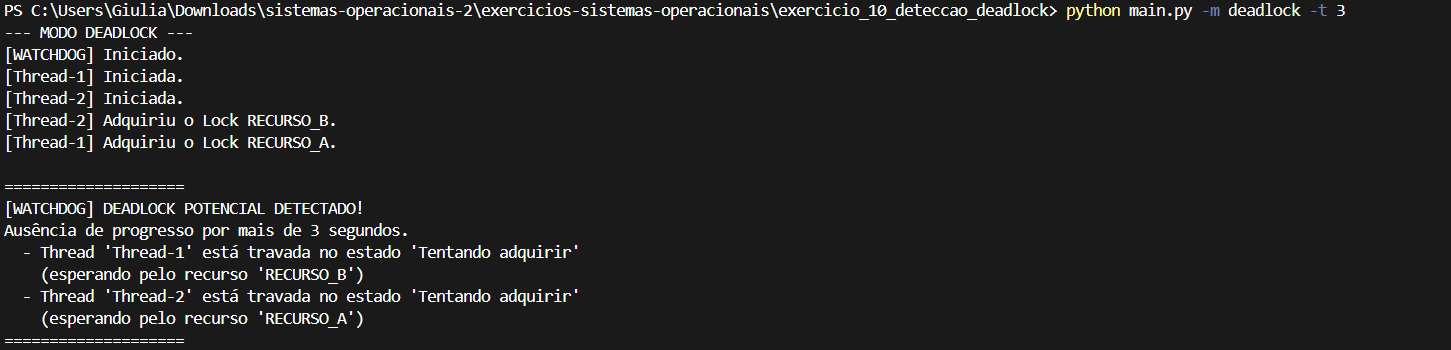 PS C:\Users\Giulia\Downloads\sistemas-operacionais-2\exercicios-sistemas-operacionais\exercicio_10_deteccao_deadlock> python main.py -m deadlock -t 3
--- MODO DEADLOCK ---
[WATCHDOG] Iniciado.
[Thread-1] Iniciada.
[Thread-2] Iniciada.
[Thread-2] Adquiriu o Lock RECURSO_B.
[Thread-1] Adquiriu o Lock RECURSO_A.

====================
[WATCHDOG] DEADLOCK POTENCIAL DETECTADO!
Ausência de progresso por mais de 3 segundos.
  - Thread 'Thread-1' está travada no estado 'Tentando adquirir'
    (esperando pelo recurso 'RECURSO_B')
  - Thread 'Thread-2' está travada no estado 'Tentando adquirir'
    (esperando pelo recurso 'RECURSO_A')
====================